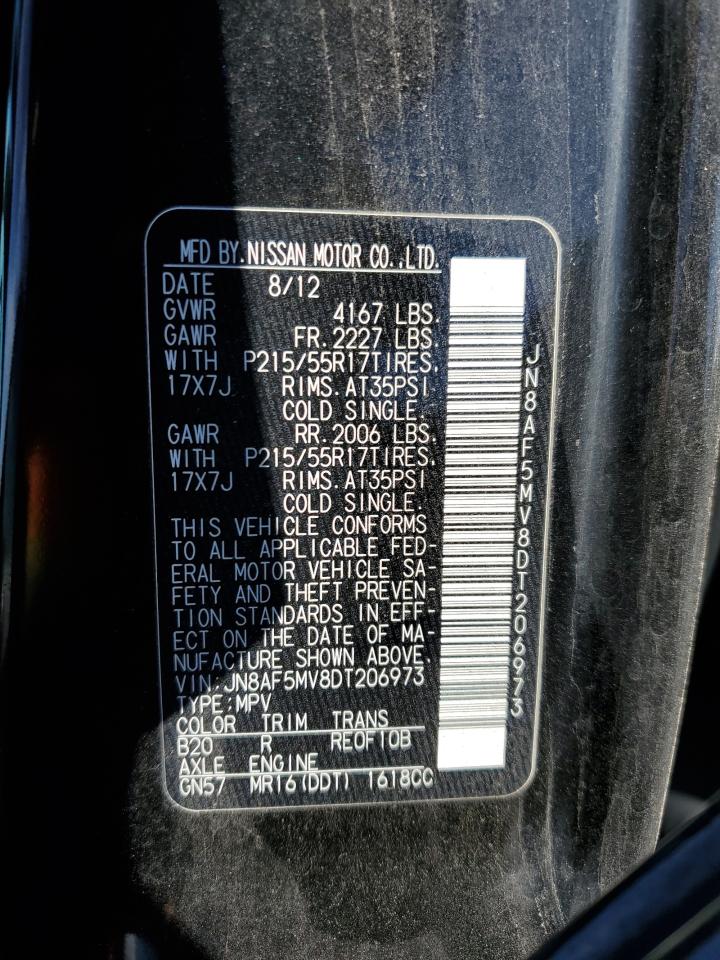 MFD BY. NISSAN MOTOR CO., LTD.
DATE 8/12
GVWR 4167 LBS.
GAWR FR. 2227 LBS.
WITH P215/55R17TIRES.
17X7J RIMS. AT35PSI
COLD SINGLE.
GAWR RR. 2006 LBS.
WITH P215/55R17TIRES.
17X7J RIMS. AT35PSI
COLD SINGLE.
THIS VEHICLE CONFORMS
TO ALL APPLICABLE FED-
ERAL MOTOR VEHICLE SA-
FETY AND THEFT PREVEN-
TION STANDARDS IN EFF-
ECT ON THE DATE OF MA-
NUFACTURE SHOWN ABOVE.
VIN:JN8AF5MV8DT206973
TYPE:MPV
COLOR TRIM TRANS
B20 R RE0F10B
AXLE ENGINE
GN57 MR16(DDT) 1618CC
JN8AF5MV8DT206973